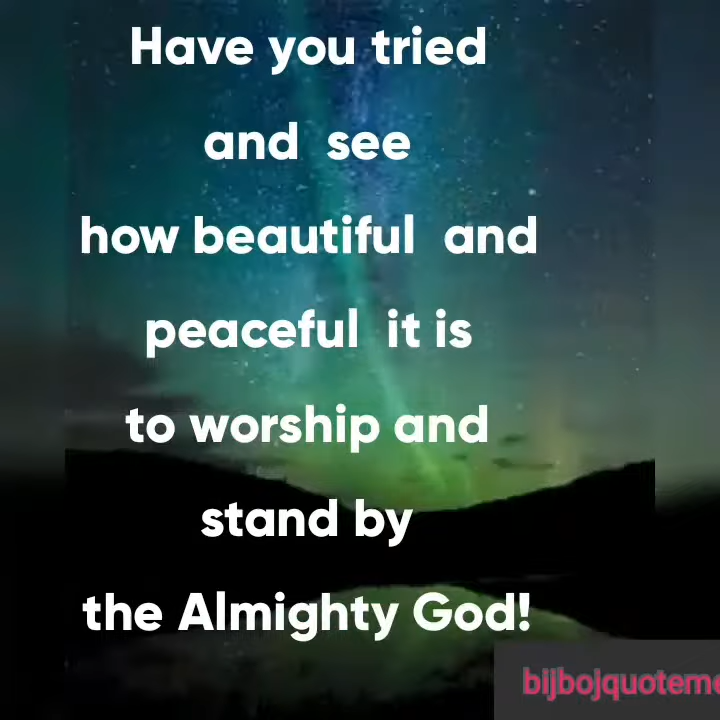 Have you tried
and see
how beautiful and
peaceful it is
to worship and
stand by
the Almighty God!
bijbojquoteme